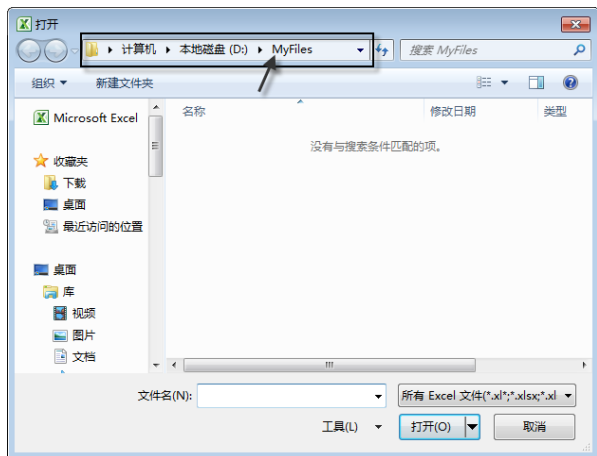 打开
计算机 本地磁盘 (D:) MyFiles 搜索 MyFiles
组织 新建文件夹
名称 修改日期 类型
Microsoft Excel
没有与搜索条件匹配的项。
收藏夹
下载
桌面
最近访问的位置
桌面
库
视频
图片
文档
文件名(N): 所有 Excel 文件(*.xl*;*.xlsx;*.xl
工具(L) 打开(O) 取消